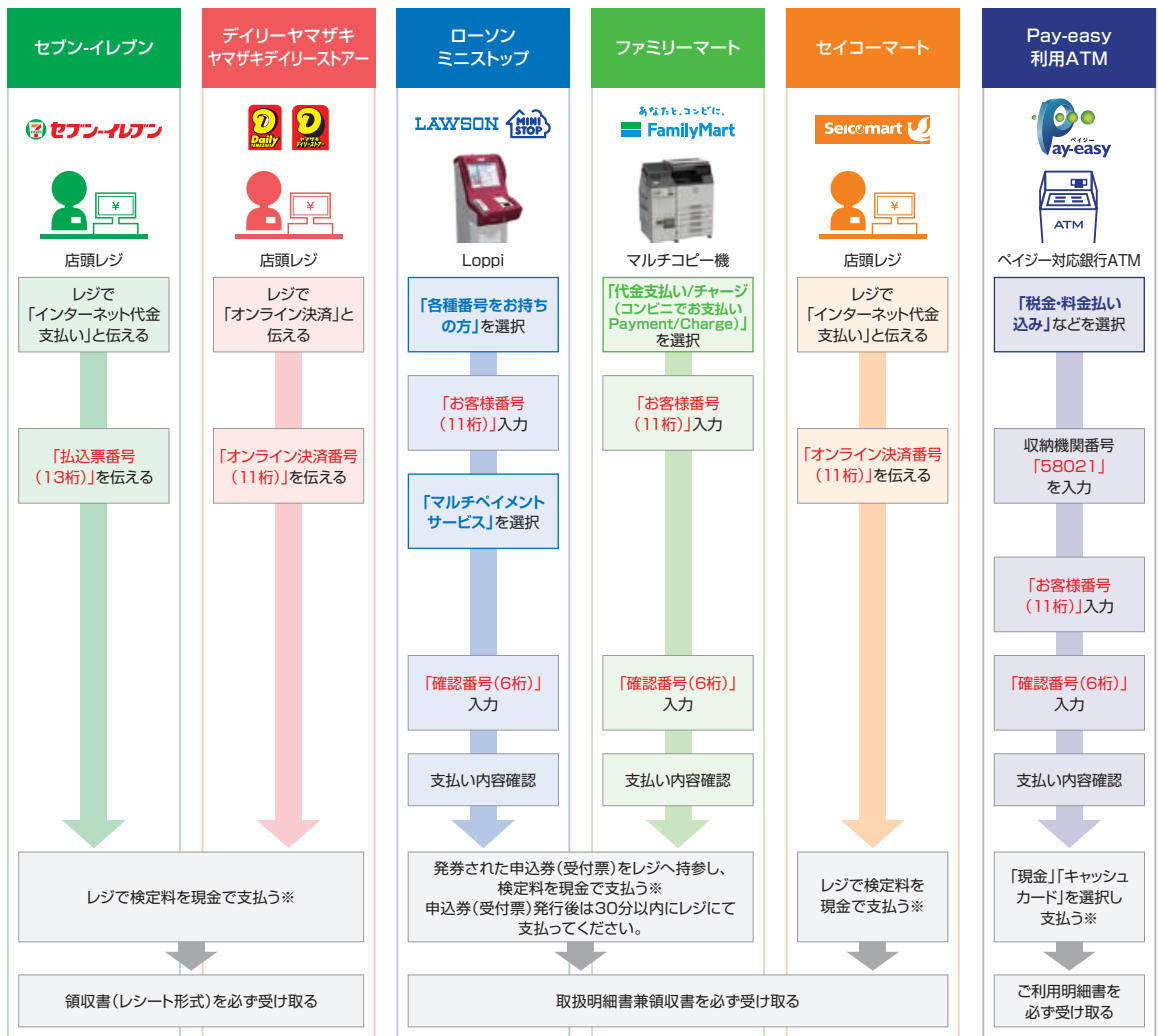 セブン-イレブン
デイリーヤマザキ
ヤマザキデイリーストアー
ローソン
ミニストップ
ファミリーマート
セイコーマート
Pay-easy
利用ATM
セブン-イレブン
Daily
YAMAZAKI
ヤマザキ
デイリーストアー
LAWSON
MINI
STOP
あなたと、コンビに、
FamilyMart
Seicomart
ペイジー
Pay-easy
¥
¥
¥
ATM
店頭レジ
店頭レジ
Loppi
マルチコピー機
店頭レジ
ペイジー対応銀行ATM
レジで
「インターネット代金
支払い」と伝える
レジで
「オンライン決済」と
伝える
「各種番号をお持ち
の方」を選択
「代金支払い/チャージ
(コンビニでお支払い
Payment/Charge)」
を選択
レジで
「インターネット代金
支払い」と伝える
「税金・料金払い
込み」などを選択
「お客様番号
(11桁)」入力
「お客様番号
(11桁)」入力
「払込票番号
(13桁)」を伝える
「オンライン決済番号
(11桁)」を伝える
「オンライン決済番号
(11桁)」を伝える
収納機関番号
「58021」
を入力
「マルチペイメント
サービス」を選択
「お客様番号
(11桁)」入力
「確認番号(6桁)」
入力
「確認番号(6桁)」
入力
「確認番号(6桁)」
入力
支払い内容確認
支払い内容確認
支払い内容確認
レジで検定料を現金で支払う※
発券された申込券(受付票)をレジへ持参し、
検定料を現金で支払う※
申込券(受付票)発行後は30分以内にレジにて
支払ってください。
レジで検定料を
現金で支払う※
「現金」「キャッシュ
カード」を選択し
支払う※
領収書(レシート形式)を必ず受け取る
取扱明細書兼領収書を必ず受け取る
ご利用明細書を
必ず受け取る